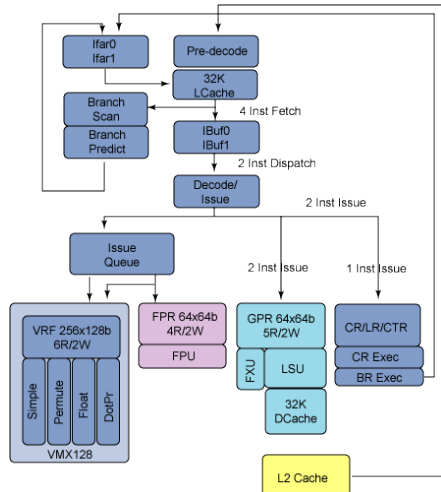 Ifar0
Ifar1
Pre-decode
32K
LCache
Branch
Scan
Branch
Predict
4 Inst Fetch
IBuf0
IBuf1
2 Inst Dispatch
Decode/
Issue
2 Inst Issue
Issue
Queue
2 Inst Issue
1 Inst Issue
VRF 256x128b
6R/2W
Simple
Permute
Float
DotPr
VMX128
FPR 64x64b
4R/2W
FPU
GPR 64x64b
5R/2W
FXU
LSU
32K
DCache
CR/LR/CTR
CR Exec
BR Exec
L2 Cache